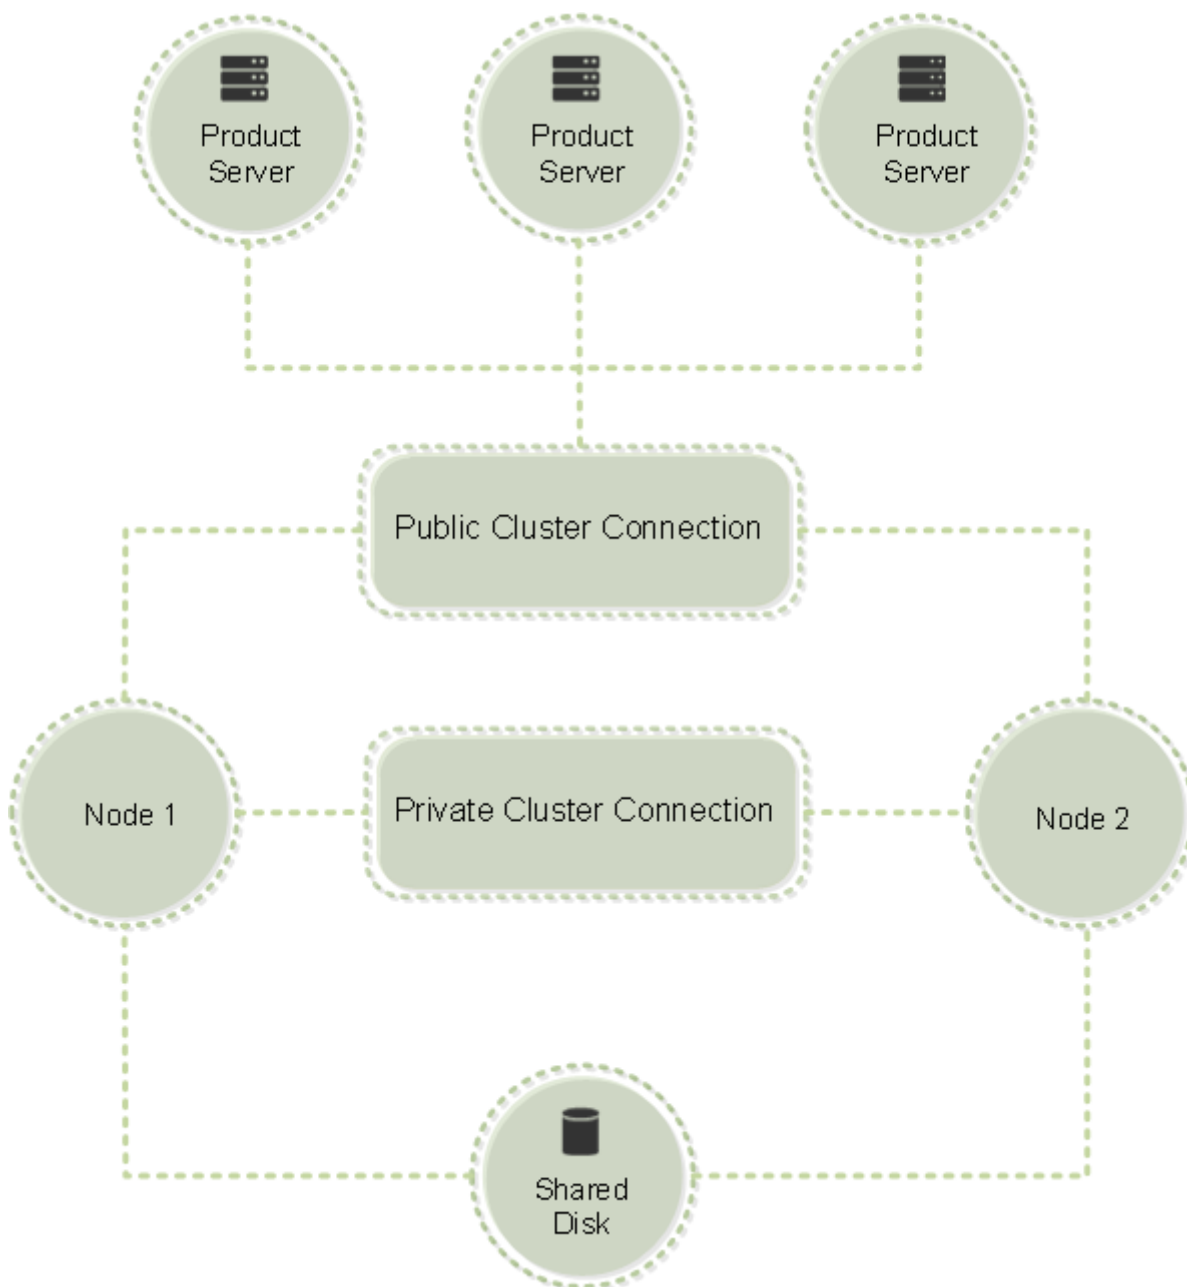 Product
Server
Product
Server
Product
Server
Public Cluster Connection
Node 1
Private Cluster Connection
Node 2
Shared
Disk